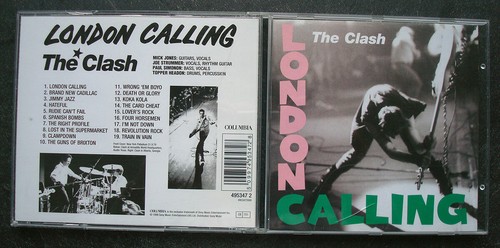 LONDON CALLING
The Clash
MICK JONES: GUITARS, VOCALS
JOE STRUMMER: VOCALS, RHYTHM GUITAR
PAUL SIMONON: BASS, VOCALS
TOPPER HEADON: DRUMS, PERCUSSION
1. LONDON CALLING
2. BRAND NEW CADILLAC
3. JIMMY JAZZ
4. HATEFUL
5. RUDIE CAN'T FAIL
6. SPANISH BOMBS
7. THE RIGHT PROFILE
8. LOST IN THE SUPERMARKET
9. CLAMPDOWN
10. THE GUNS OF BRIXTON
11. WRONG 'EM BOYO
12. DEATH OR GLORY
13. KOKA KOLA
14. THE CARD CHEAT
15. LOVER'S ROCK
16. FOUR HORSEMEN
17. I'M NOT DOWN
18. REVOLUTION ROCK
19. TRAIN IN VAIN
COLUMBIA
495347 2
COLUMBIA
The Clash
LONDON
CALLING